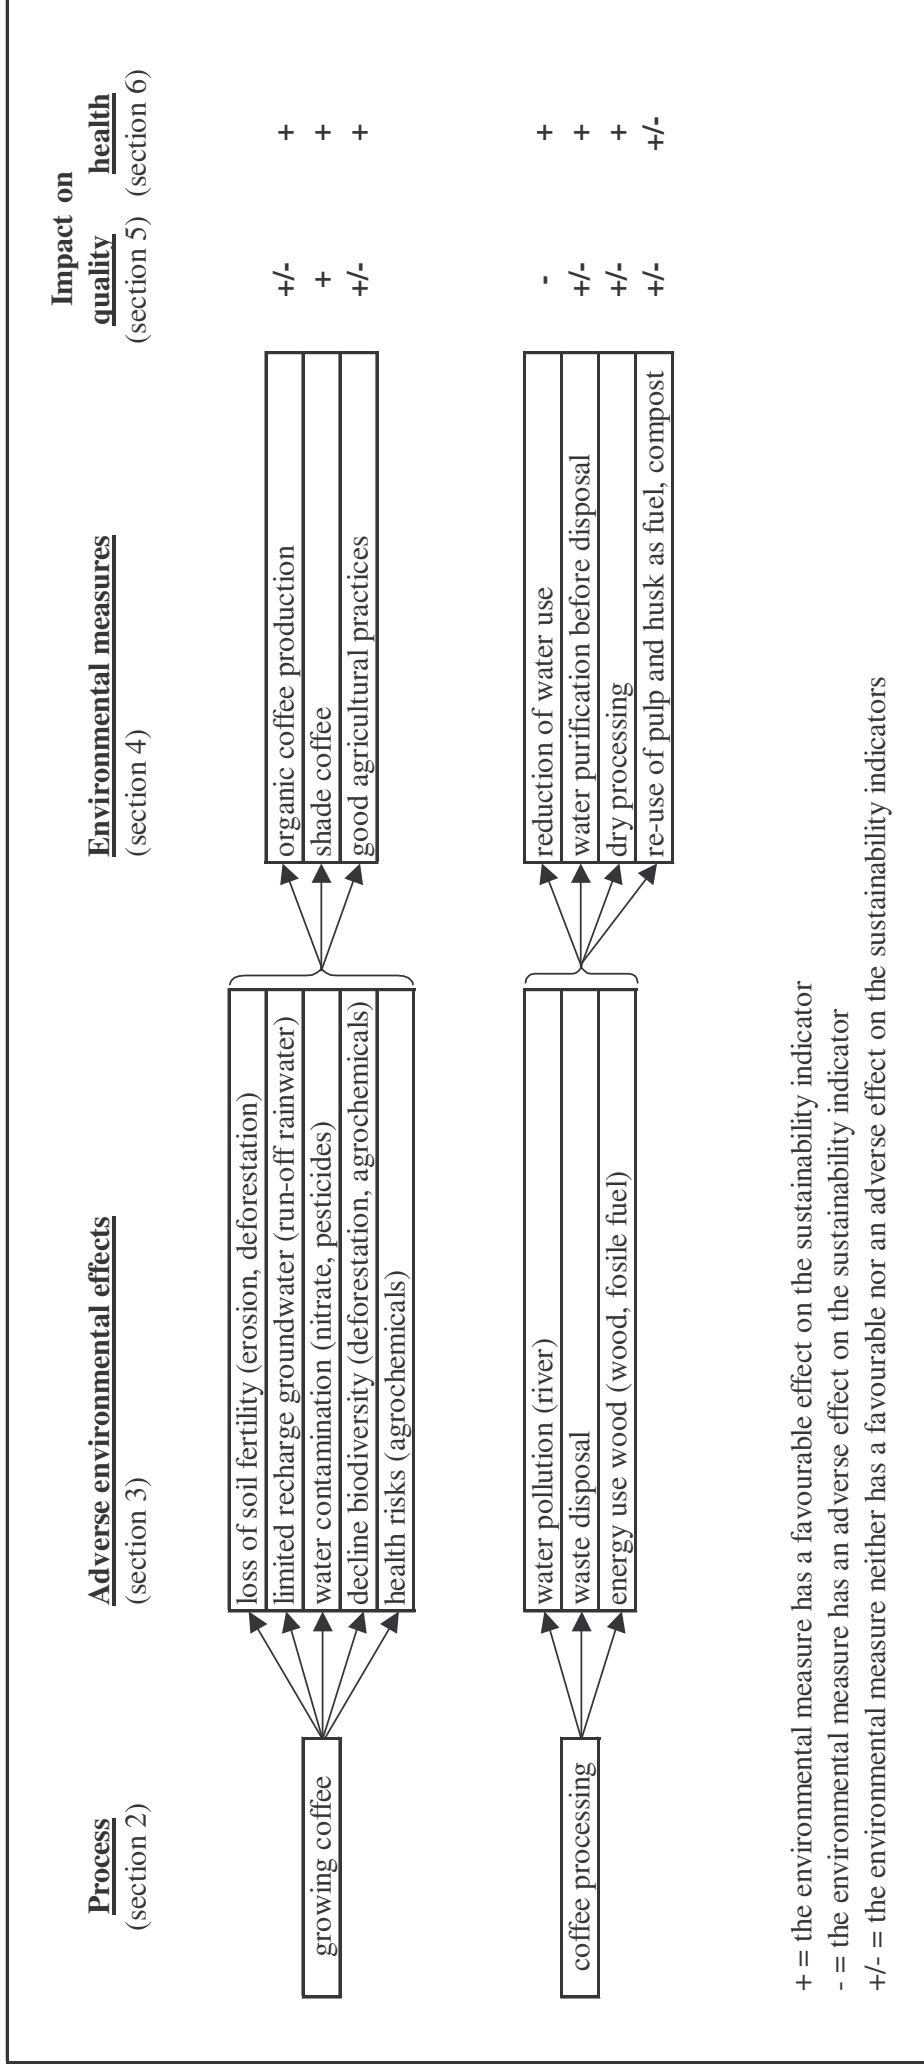 Impact on
Process Adverse environmental effects Environmental measures quality health
(section 2) (section 3) (section 4) (section 5) (section 6)
loss of soil fertility (erosion, deforestation)
limited recharge groundwater (run-off rainwater) organic coffee production +/- +
growing coffee water contamination (nitrate, pesticides) shade coffee + +
decline biodiversity (deforestation, agrochemicals) good agricultural practices +/- +
health risks (agrochemicals)
water pollution (river) reduction of water use - +
coffee processing waste disposal water purification before disposal +/- +
energy use wood (wood, fosile fuel) dry processing +/- +
re-use of pulp and husk as fuel, compost +/- +/-
+ = the environmental measure has a favourable effect on the sustainability indicator
- = the environmental measure has an adverse effect on the sustainability indicator
+/- = the environmental measure neither has a favourable nor an adverse effect on the sustainability indicators